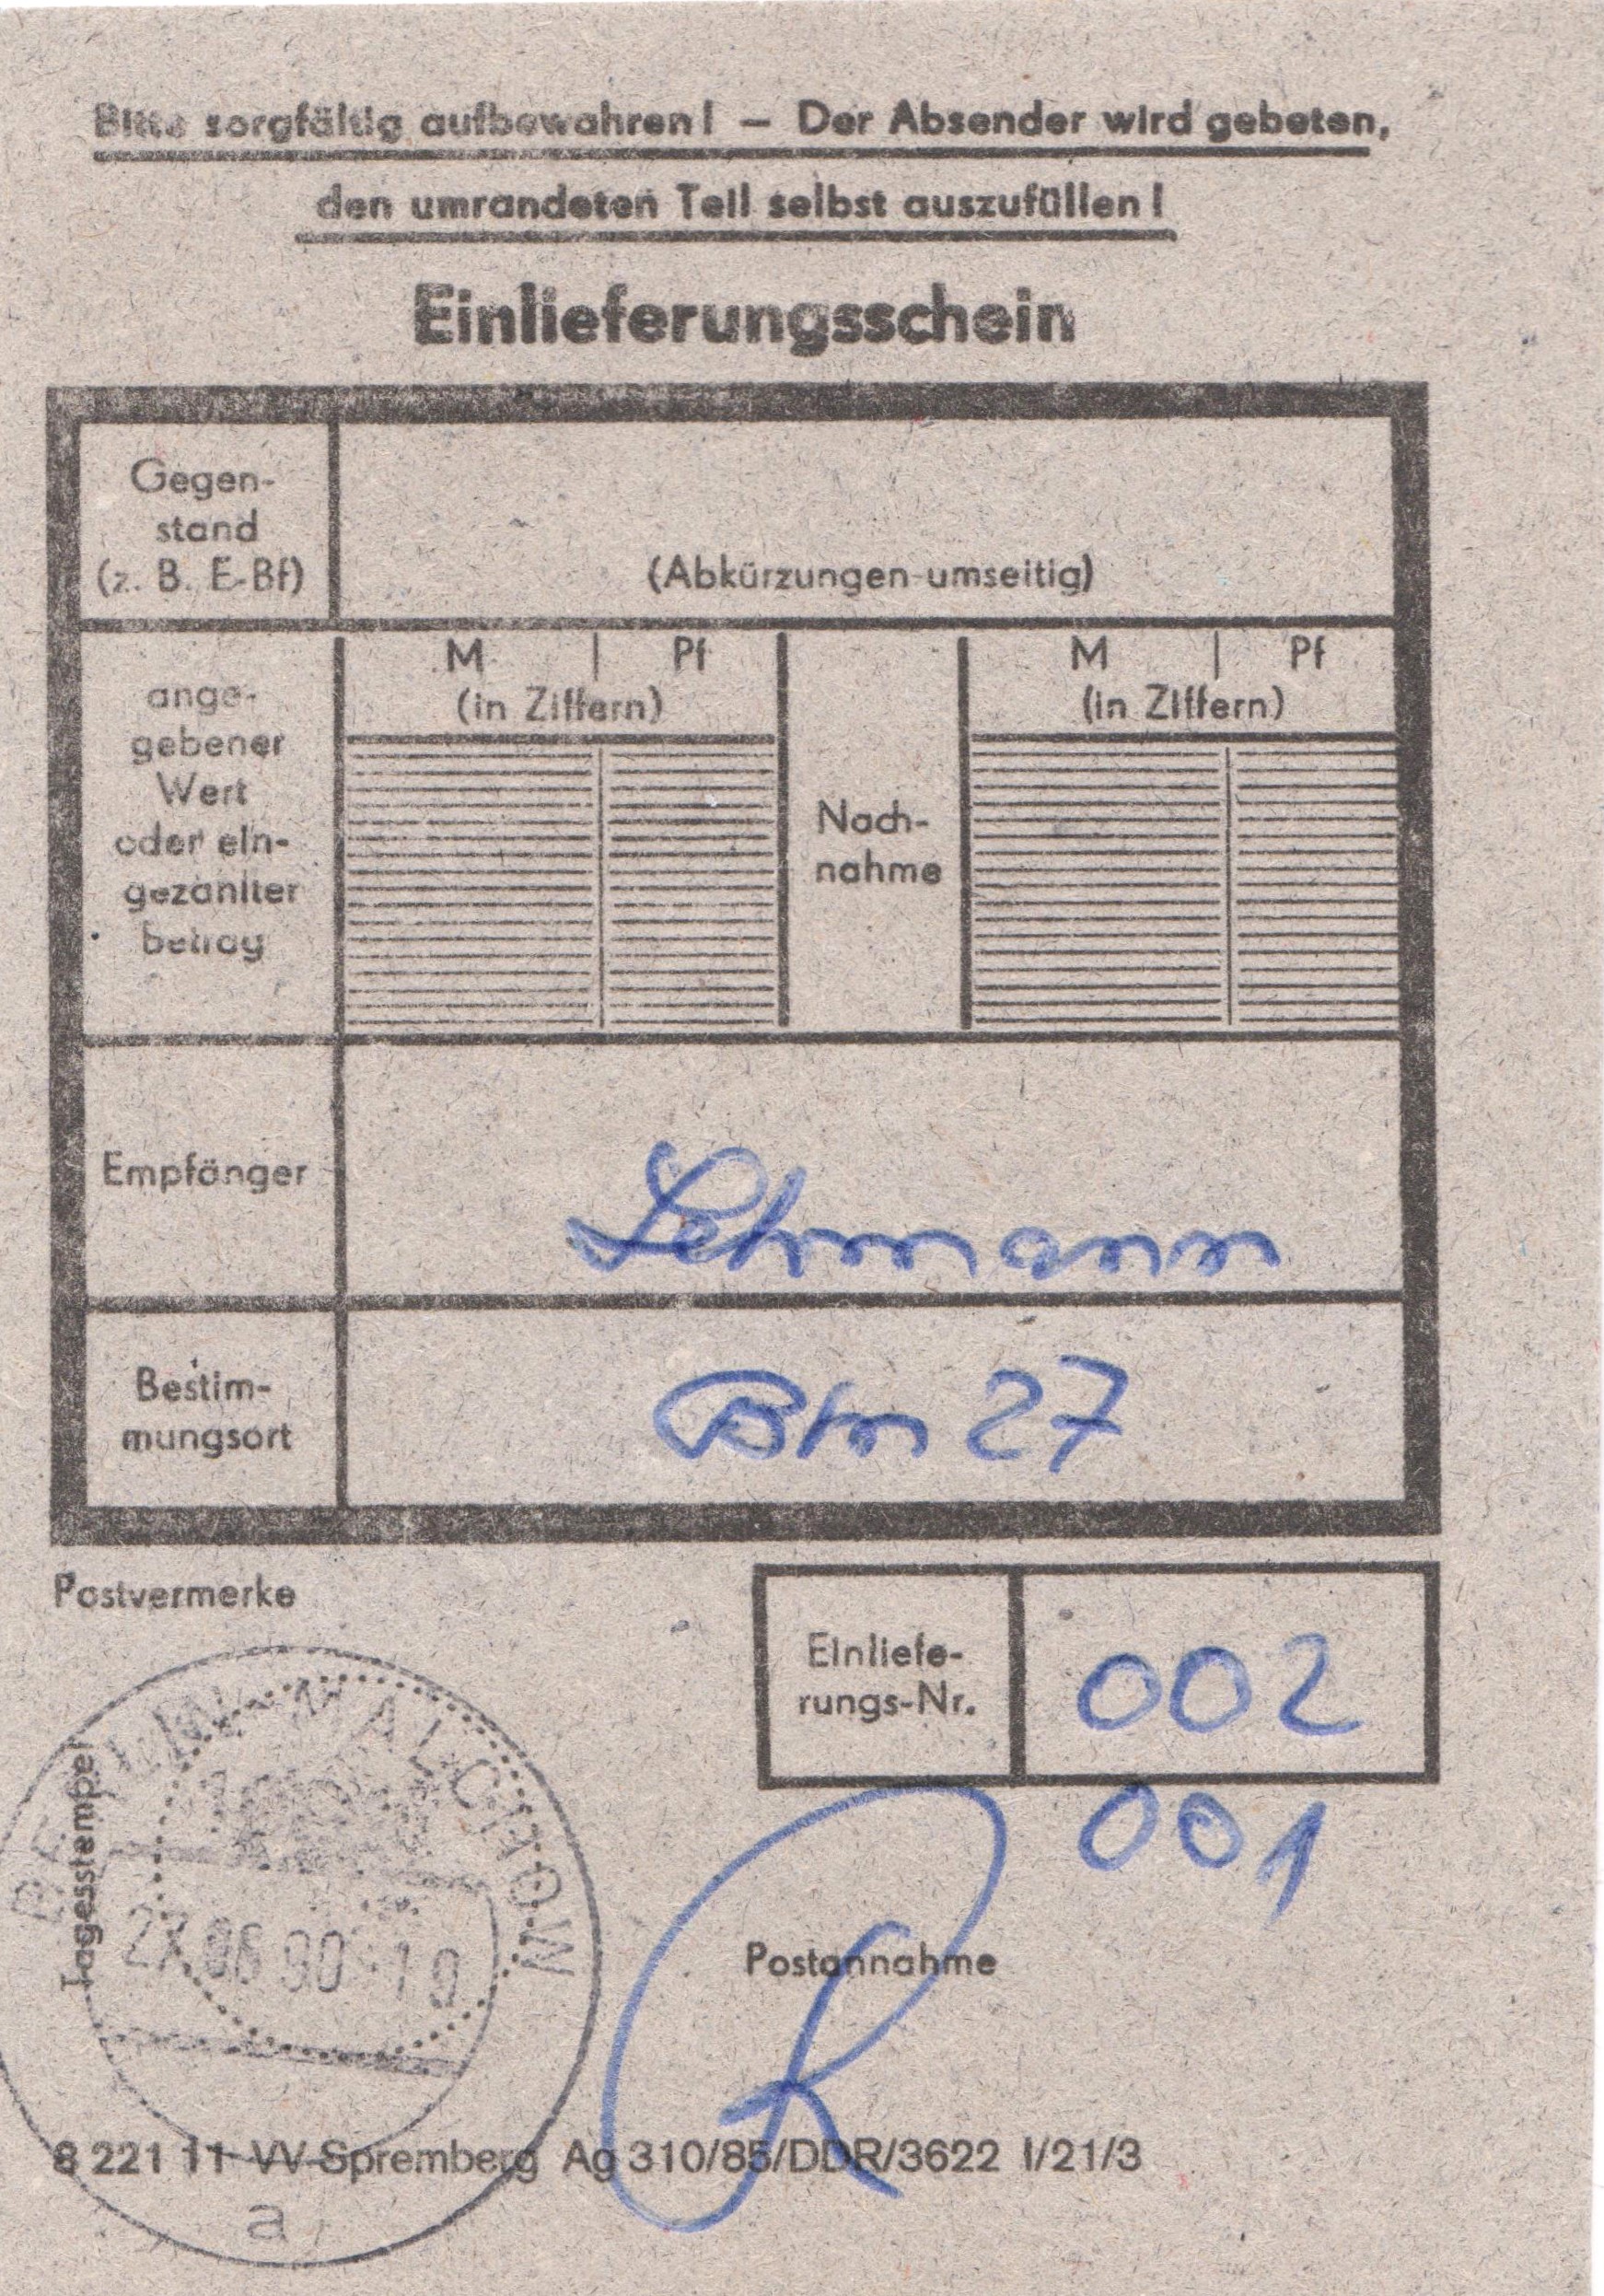 Bitte sorgfältig aufbewahren! – Der Absender wird gebeten,
den umrandeten Teil selbst auszufüllen!
Einlieferungsschein
Gegen-
stand
(z. B. E-Bf)
(Abkürzungen umseitig)
M | Pf
(in Ziffern)
M | Pf
(in Ziffern)
ange-
gebener
Wert
oder ein-
gezahlter
betrag
Nach-
nahme
Empfänger
Lehmann
Bestim-
mungsort
Bln 27
Postvermerke
Einliefe-
rungs-Nr.
002
001
Tagesstempel
BERLIN-MALCHOW
90-10
a
Postannahme
R
8 221 11 VV Spremberg Ag 310/85/DDR/3622 I/21/3